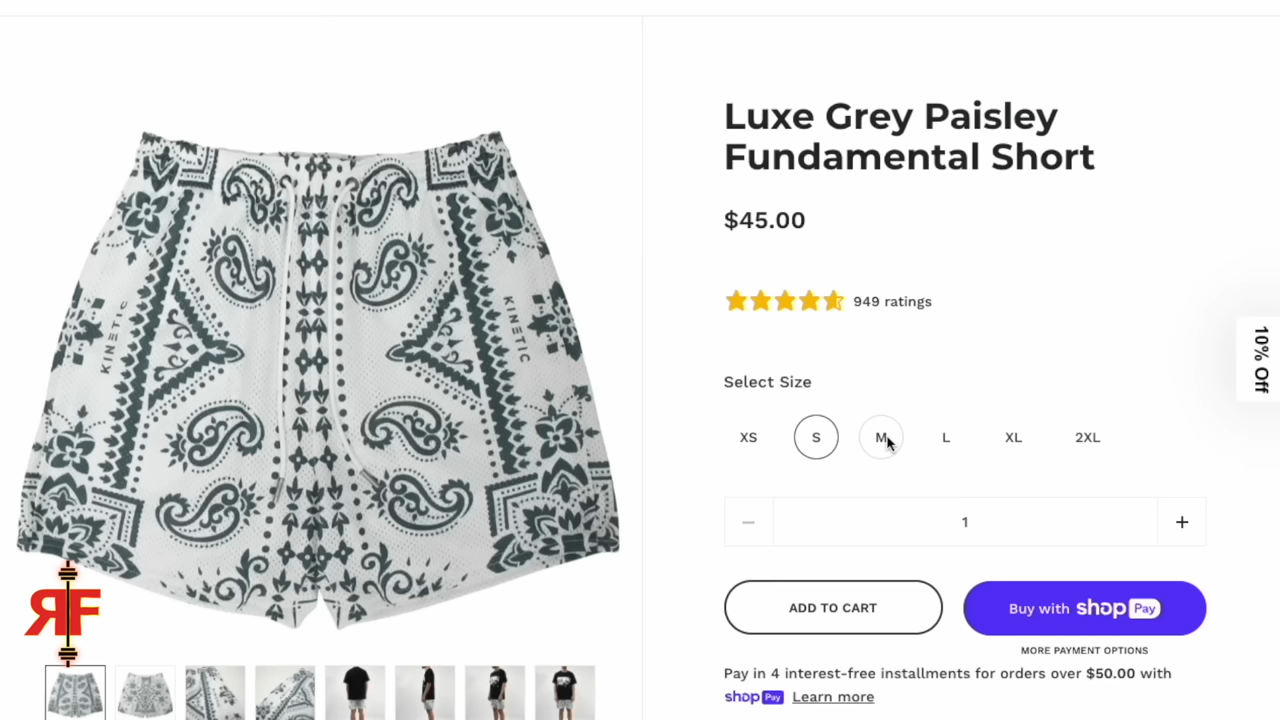 Luxe Grey Paisley
Fundamental Short
$45.00
949 ratings
10% Off
Select Size
XS S M L XL 2XL
KINETIC
KINETIC
1
ADD TO CART
Buy with shop Pay
MORE PAYMENT OPTIONS
Pay in 4 interest-free installments for orders over $50.00 with
shop Pay Learn more
RF